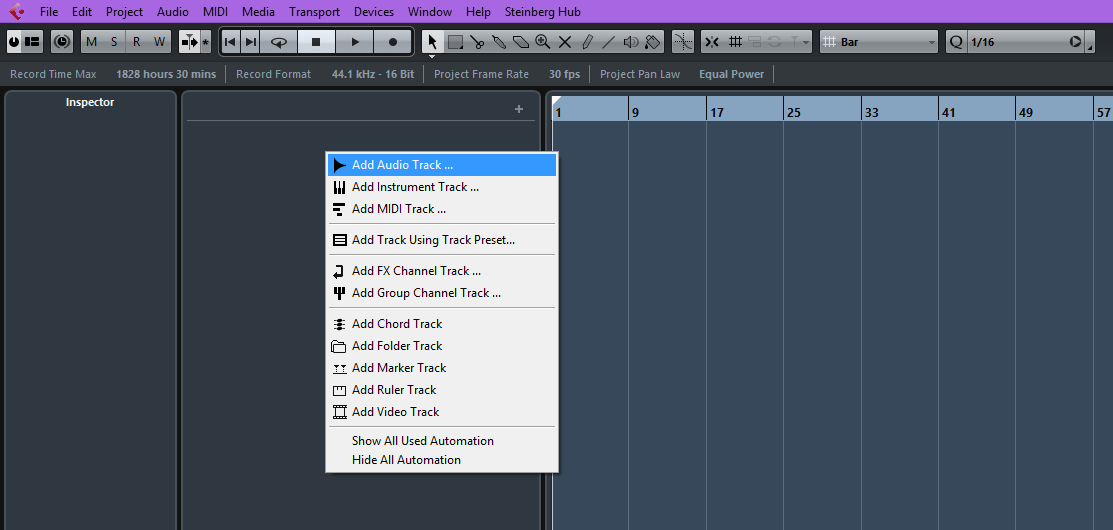 File Edit Project Audio MIDI Media Transport Devices Window Help Steinberg Hub
M S R W * Bar Q 1/16
Record Time Max 1828 hours 30 mins Record Format 44.1 kHz - 16 Bit Project Frame Rate 30 fps Project Pan Law Equal Power
Inspector +
1 9 17 25 33 41 49 57
Add Audio Track ...
Add Instrument Track ...
Add MIDI Track ...
Add Track Using Track Preset...
Add FX Channel Track ...
Add Group Channel Track ...
Add Chord Track
Add Folder Track
Add Marker Track
Add Ruler Track
Add Video Track
Show All Used Automation
Hide All Automation